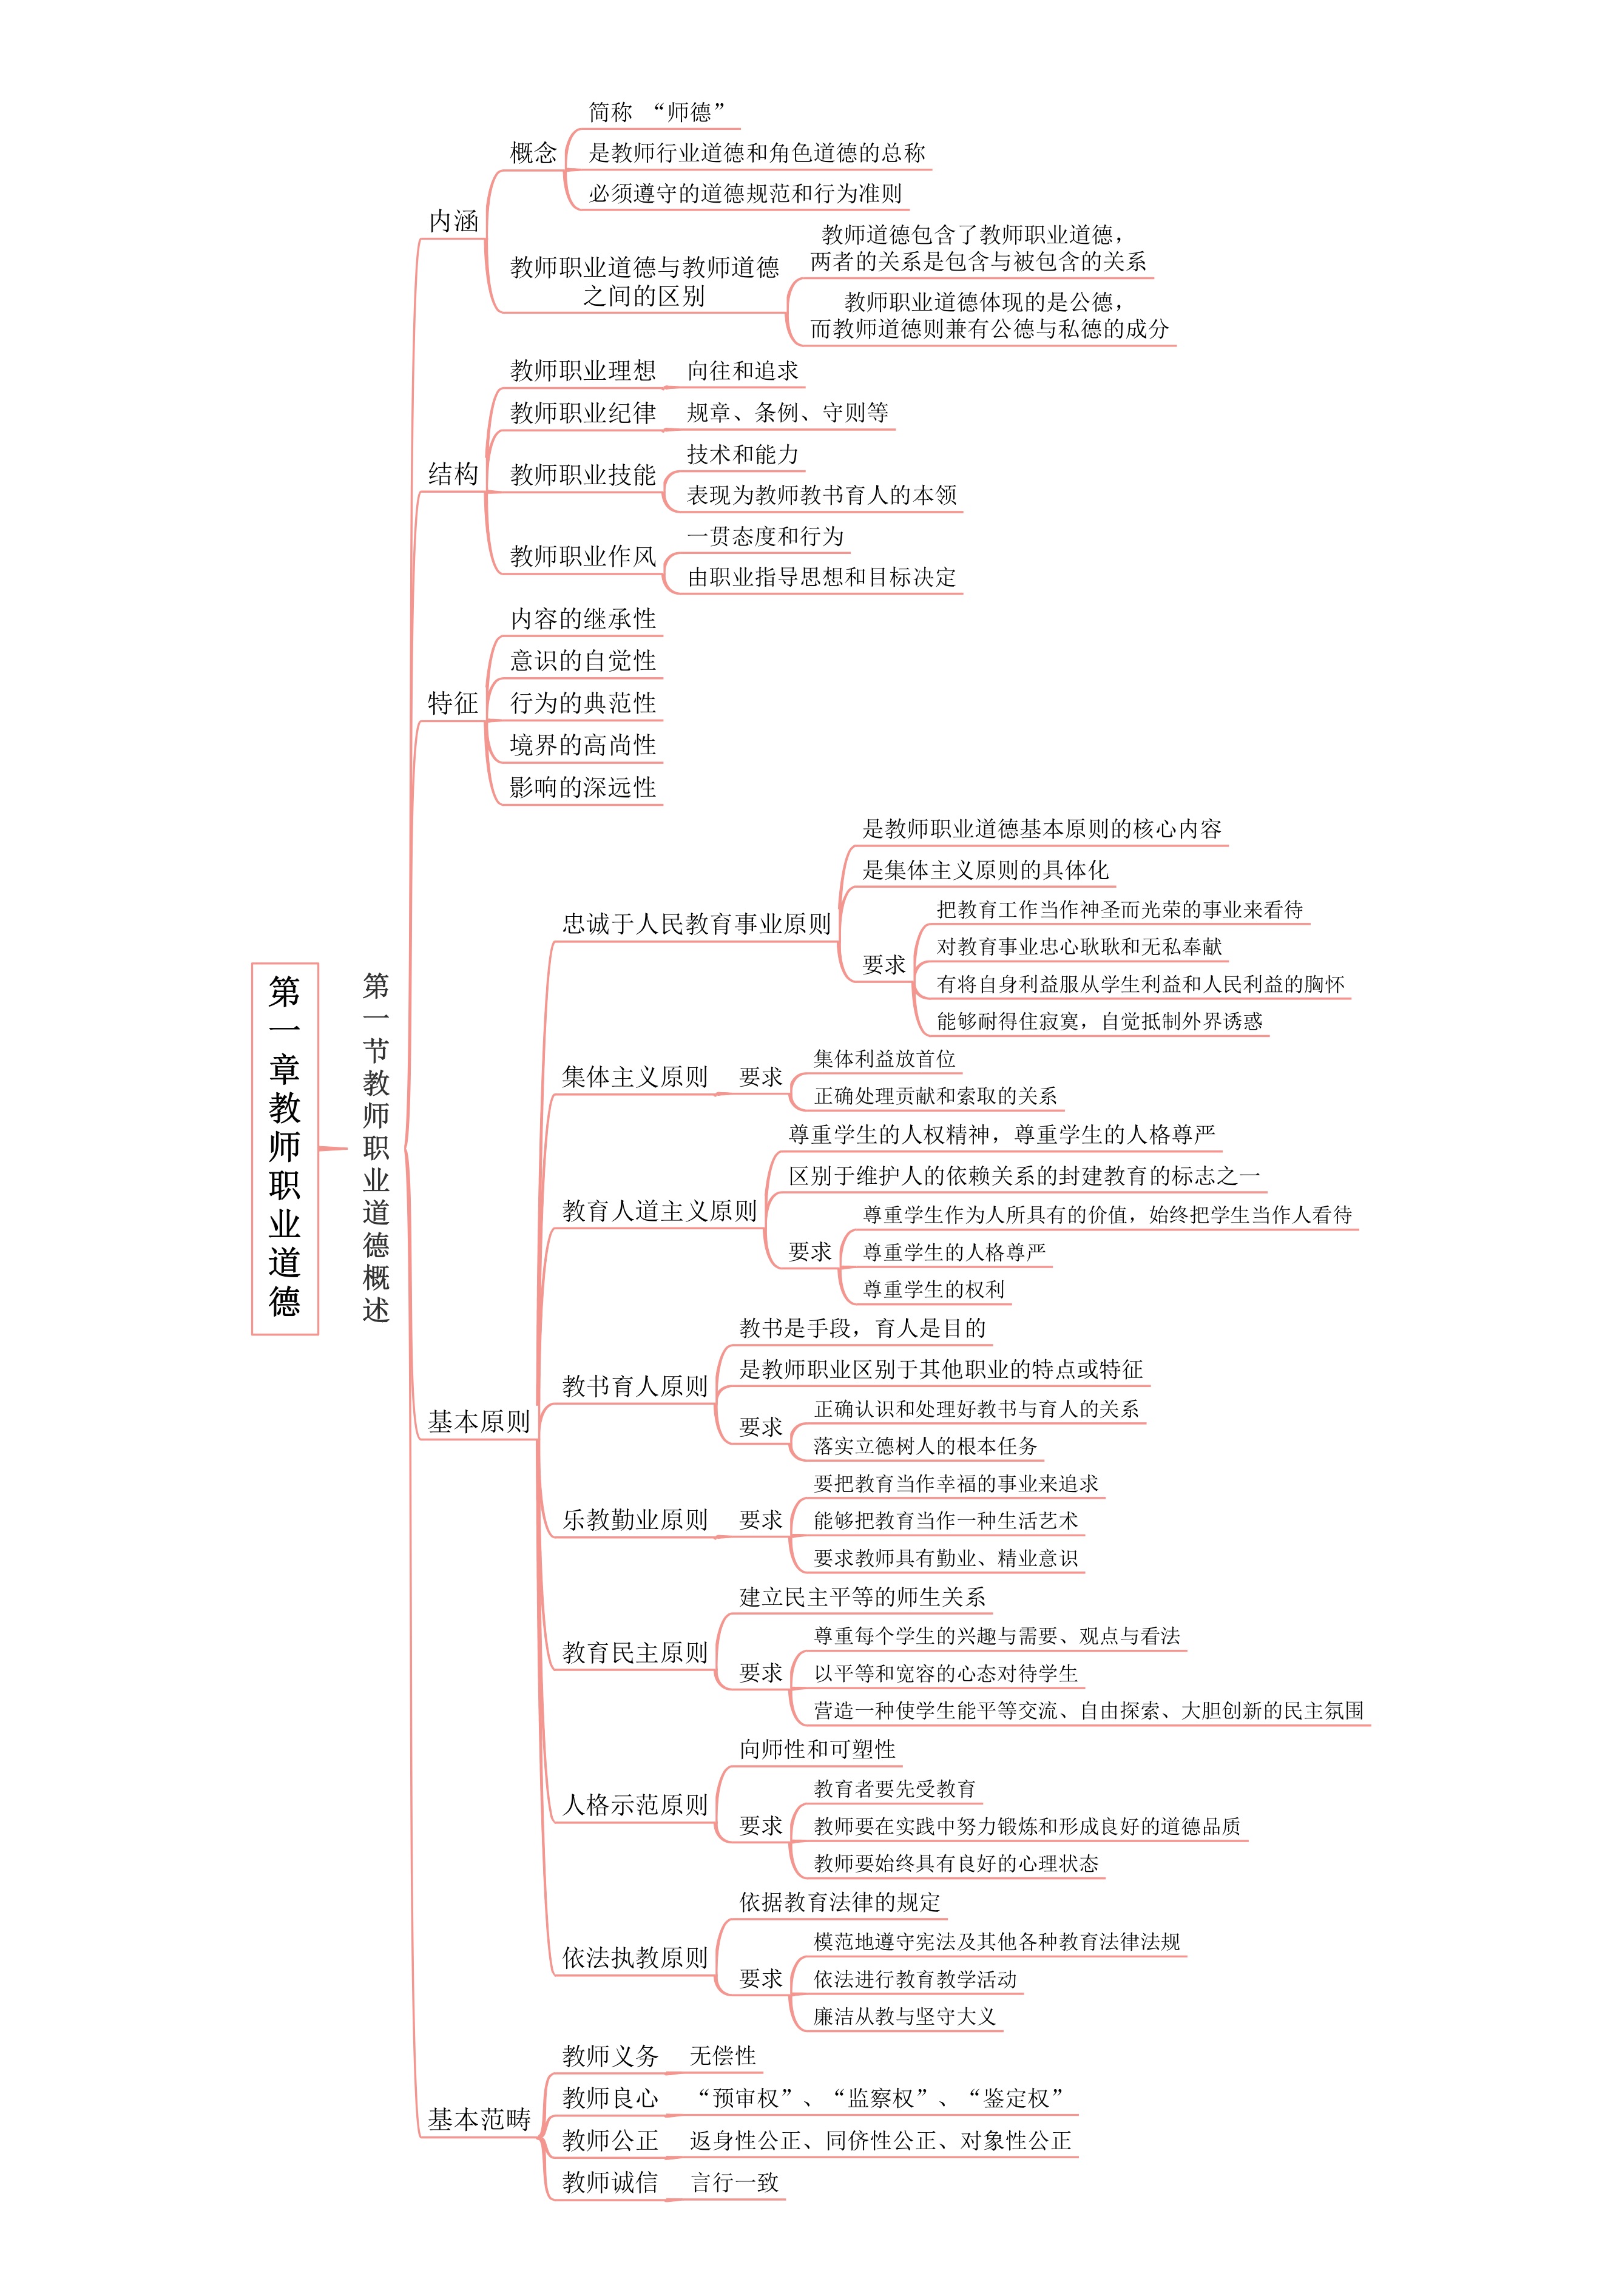 第一章教师职业道德
第一节教师职业道德概述
内涵
概念
简称 “师德”
是教师行业道德和角色道德的总称
必须遵守的道德规范和行为准则
教师职业道德与教师道德
之间的区别
教师道德包含了教师职业道德，
两者的关系是包含与被包含的关系
教师职业道德体现的是公德，
而教师道德则兼有公德与私德的成分
结构
教师职业理想
向往和追求
教师职业纪律
规章、条例、守则等
教师职业技能
技术和能力
表现为教师教书育人的本领
教师职业作风
一贯态度和行为
由职业指导思想和目标决定
特征
内容的继承性
意识的自觉性
行为的典范性
境界的高尚性
影响的深远性
基本原则
忠诚于人民教育事业原则
是教师职业道德基本原则的核心内容
是集体主义原则的具体化
要求
把教育工作当作神圣而光荣的事业来看待
对教育事业忠心耿耿和无私奉献
有将自身利益服从学生利益和人民利益的胸怀
能够耐得住寂寞，自觉抵制外界诱惑
集体主义原则
要求
集体利益放首位
正确处理贡献和索取的关系
教育人道主义原则
尊重学生的人权精神，尊重学生的人格尊严
区别于维护人的依赖关系的封建教育的标志之一
要求
尊重学生作为人所具有的价值，始终把学生当作人看待
尊重学生的人格尊严
尊重学生的权利
教书育人原则
教书是手段，育人是目的
是教师职业区别于其他职业的特点或特征
要求
正确认识和处理好教书与育人的关系
落实立德树人的根本任务
乐教勤业原则
要求
要把教育当作幸福的事业来追求
能够把教育当作一种生活艺术
要求教师具有勤业、精业意识
教育民主原则
建立民主平等的师生关系
要求
尊重每个学生的兴趣与需要、观点与看法
以平等和宽容的心态对待学生
营造一种使学生能平等交流、自由探索、大胆创新的民主氛围
人格示范原则
向师性和可塑性
要求
教育者要先受教育
教师要在实践中努力锻炼和形成良好的道德品质
教师要始终具有良好的心理状态
依法执教原则
依据教育法律的规定
要求
模范地遵守宪法及其他各种教育法律法规
依法进行教育教学活动
廉洁从教与坚守大义
基本范畴
教师义务
无偿性
教师良心
“预审权”、“监察权”、“鉴定权”
教师公正
返身性公正、同侪性公正、对象性公正
教师诚信
言行一致